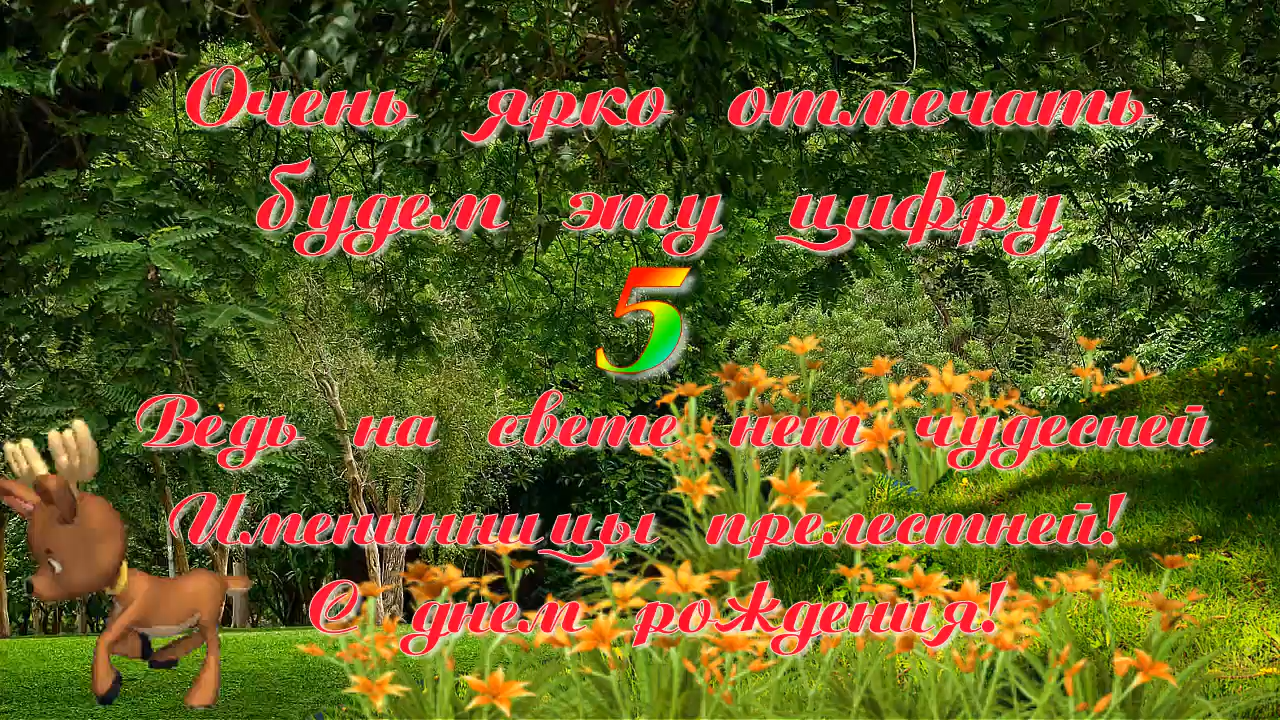 Очень ярко отмечать
будем эту цифру
5
Ведь на свете нет чудесней
Именинницы прелестней!
С днем рождения!